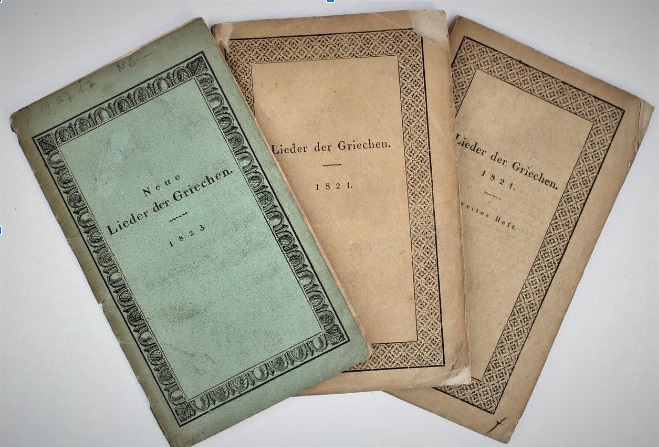 Neue
Lieder der Griechen.
1823
Lieder der Griechen.
1821.
Lieder der Griechen.
1821.
Heft.